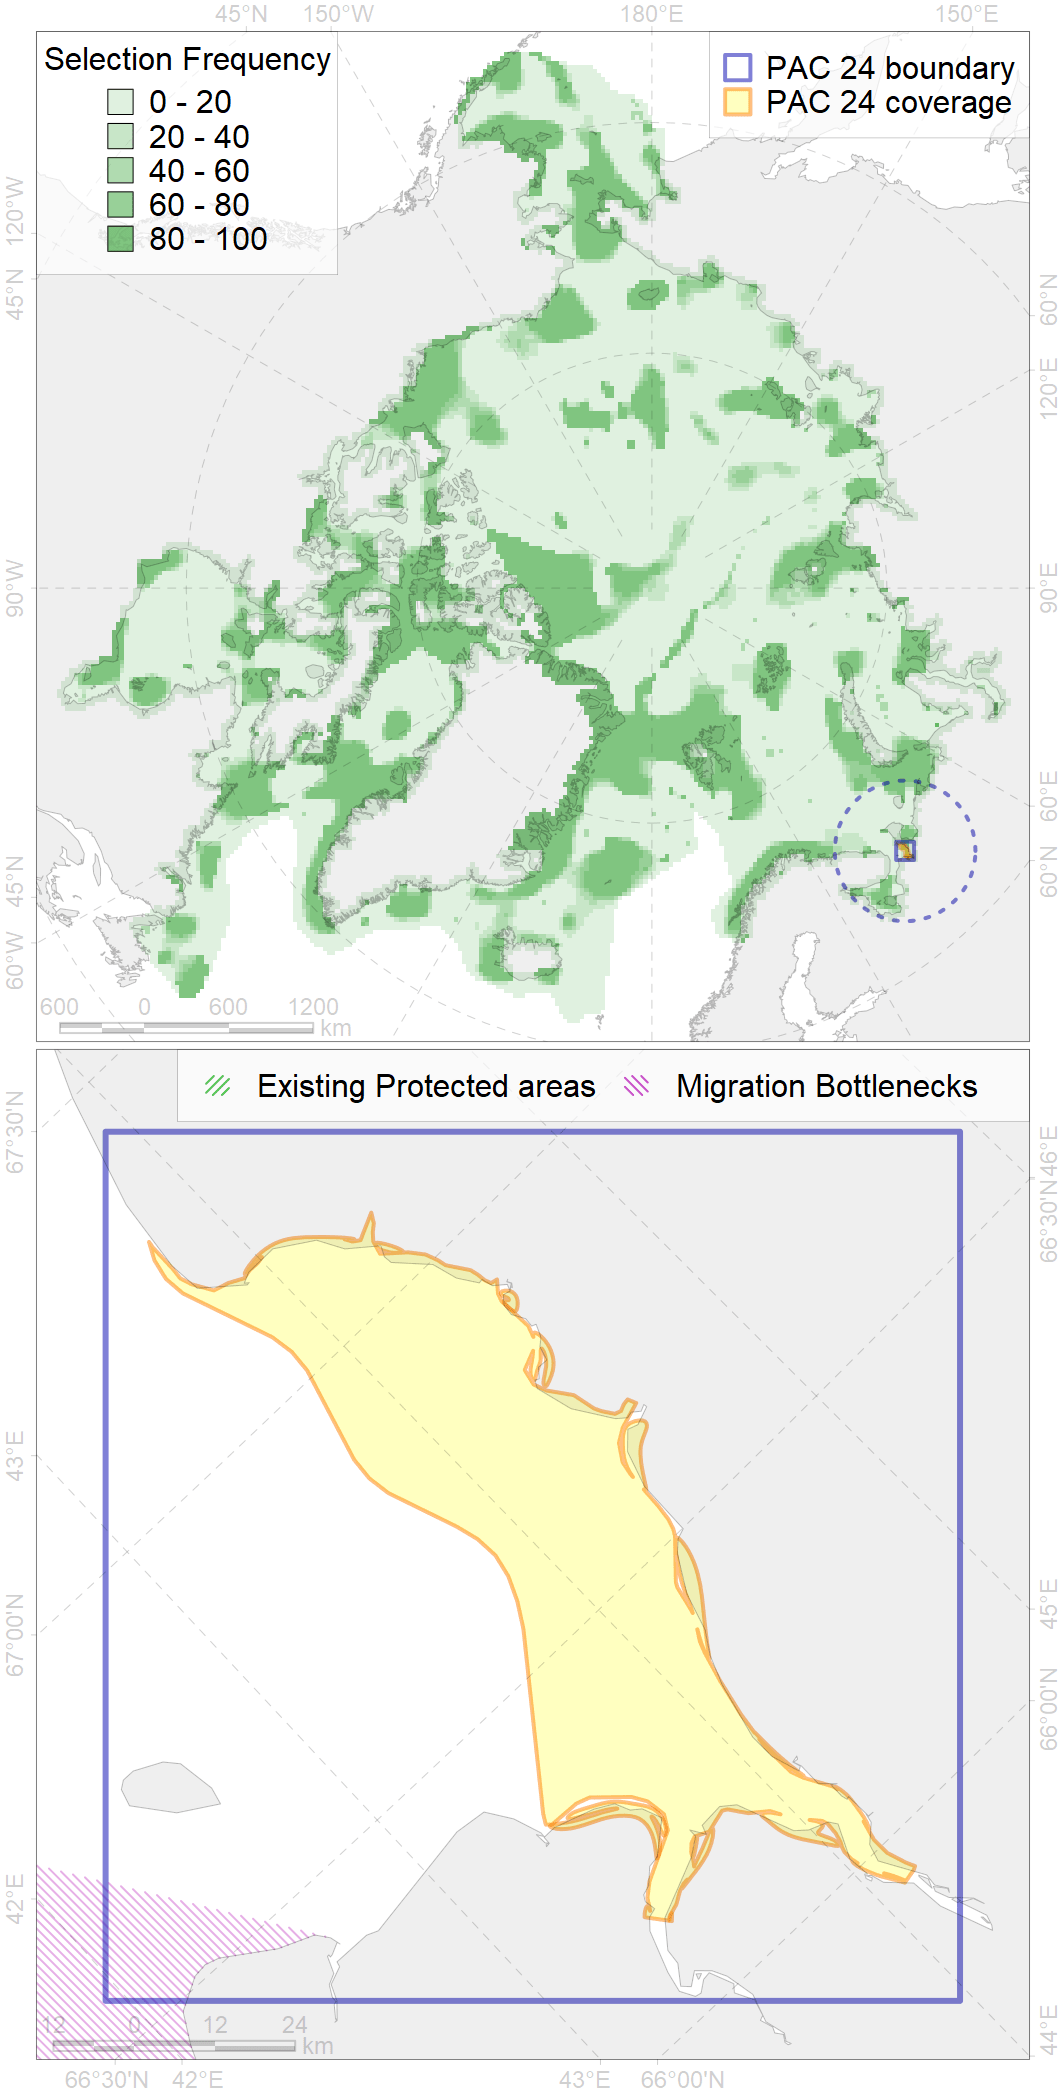 45°N 150°W 180°E 150°E
Selection Frequency
0 - 20
20 - 40
40 - 60
60 - 80
80 - 100
PAC 24 boundary
PAC 24 coverage
120°W
45°N
90°W
45°N
60°W
60°N
120°E
90°E
60°E
60°N
600 0 600 1200 km
Existing Protected areas Migration Bottlenecks
67°30'N
43°E
67°00'N
42°E
46°E
66°30'N
45°E
66°00'N
44°E
12 0 12 24 km
66°30'N 42°E 43°E 66°00'N